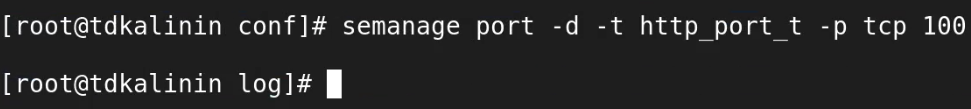 [root@tdkalinin conf]# semanage port -d -t http_port_t -p tcp 100
[root@tdkalinin log]#